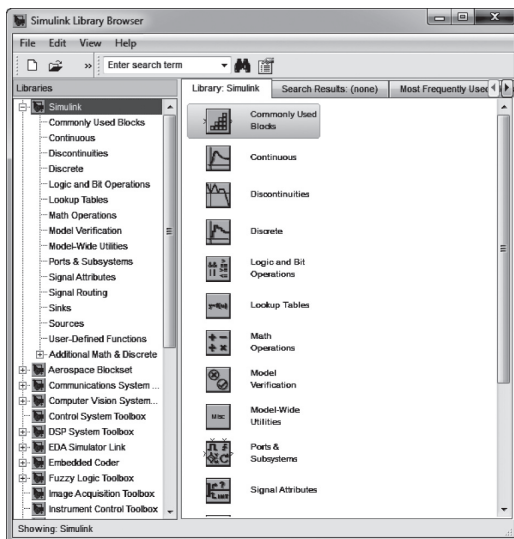 Simulink Library Browser
File Edit View Help
» Enter search term
Libraries
Library: Simulink Search Results: (none) Most Frequently Used
Simulink
Commonly Used Blocks
Continuous
Discontinuities
Discrete
Logic and Bit Operations
Lookup Tables
Math Operations
Model Verification
Model-Wide Utilities
Ports & Subsystems
Signal Attributes
Signal Routing
Sinks
Sources
User-Defined Functions
Additional Math & Discrete
Aerospace Blockset
Communications System ...
Computer Vision System...
Control System Toolbox
DSP System Toolbox
EDA Simulator Link
Embedded Coder
Fuzzy Logic Toolbox
Image Acquisition Toolbox
Instrument Control Toolbox
Commonly Used
Blocks
Continuous
Discontinuities
Discrete
Logic and Bit
Operations
Lookup Tables
Math
Operations
Model
Verification
Misc
Model-Wide
Utilities
Ports &
Subsystems
Signal Attributes
Showing: Simulink